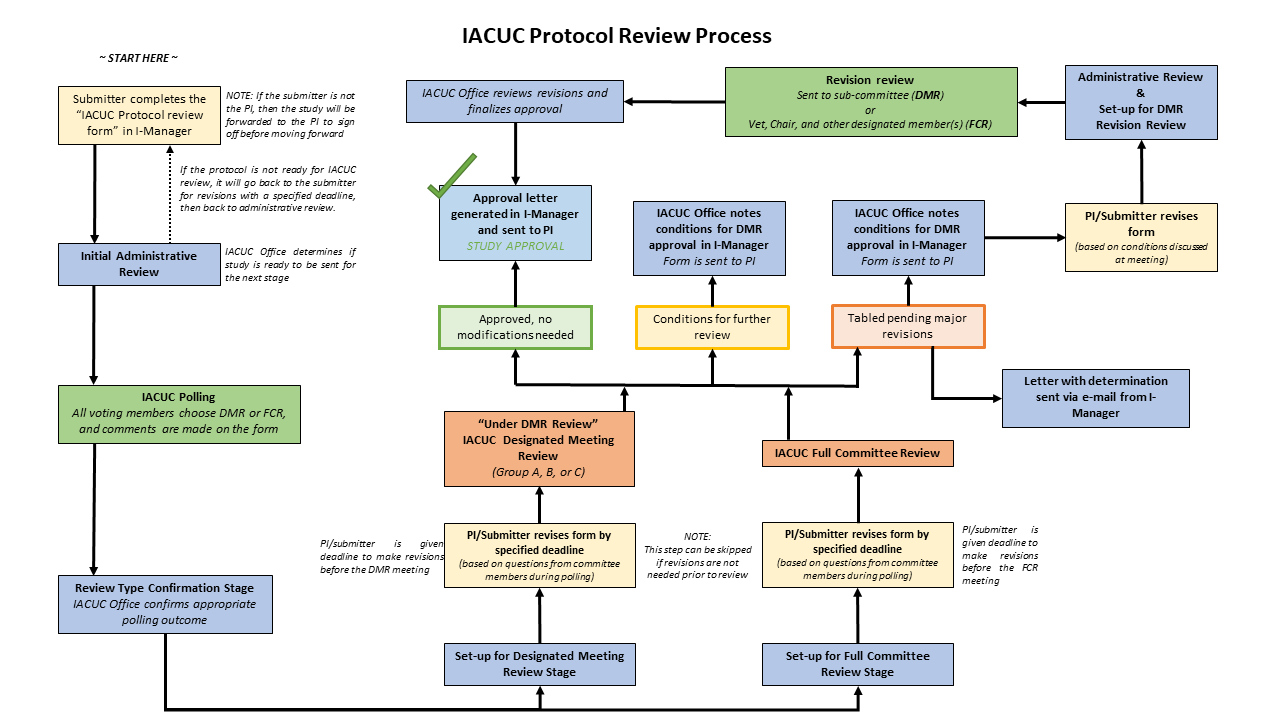 IACUC Protocol Review Process
~ START HERE ~
Submitter completes the
“IACUC Protocol review
form” in I-Manager
NOTE: If the submitter is not
the PI, then the study will be
forwarded to the PI to sign
off before moving forward
If the protocol is not ready for IACUC
review, it will go back to the submitter
for revisions with a specified deadline,
then back to administrative review.
Initial Administrative
Review
IACUC Office determines if
study is ready to be sent for
the next stage
IACUC Polling
All voting members choose DMR or FCR,
and comments are made on the form
Review Type Confirmation Stage
IACUC Office confirms appropriate
polling outcome
IACUC Office reviews revisions and
finalizes approval
Revision review
Sent to sub-committee (DMR)
or
Vet, Chair, and other designated member(s) (FCR)
Administrative Review
&
Set-up for DMR
Revision Review
Approval letter
generated in I-Manager
and sent to PI
STUDY APPROVAL
IACUC Office notes
conditions for DMR
approval in I-Manager
Form is sent to PI
IACUC Office notes
conditions for DMR
approval in I-Manager
Form is sent to PI
PI/Submitter revises
form
(based on conditions discussed
at meeting)
Approved, no
modifications needed
Conditions for further
review
Tabled pending major
revisions
Letter with determination
sent via e-mail from I-
Manager
“Under DMR Review”
IACUC Designated Meeting
Review
(Group A, B, or C)
IACUC Full Committee Review
PI/submitter is given
deadline to make revisions
before the DMR meeting
PI/Submitter revises form by
specified deadline
(based on questions from committee
members during polling)
NOTE:
This step can be skipped
if revisions are not
needed prior to review
PI/Submitter revises form by
specified deadline
(based on questions from committee
members during polling)
PI/submitter is
given deadline to
make revisions
before the FCR
meeting
Set-up for Designated Meeting
Review Stage
Set-up for Full Committee
Review Stage